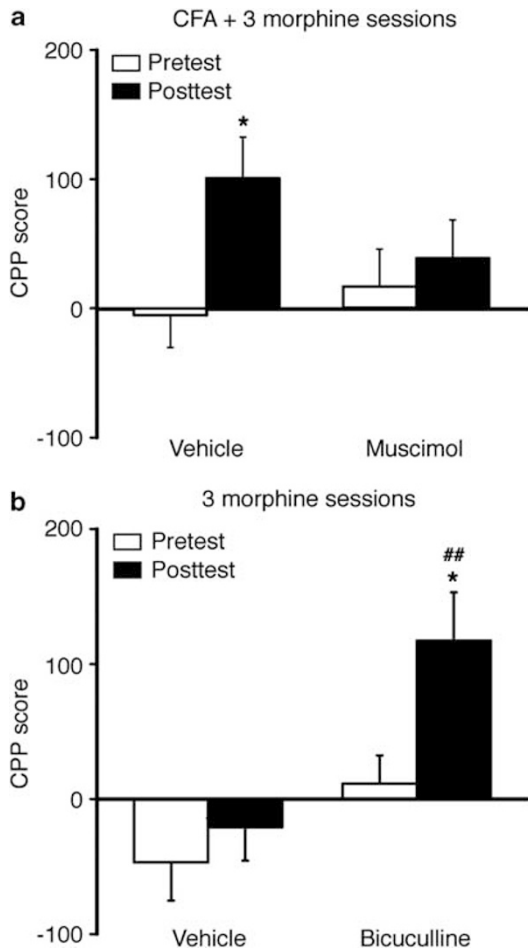 a
CFA + 3 morphine sessions
200
Pretest
Posttest
*
100
CPP score
0
-100
Vehicle Muscimol
b
3 morphine sessions
200
Pretest
Posttest
##
*
100
CPP score
0
-100
Vehicle Bicuculline